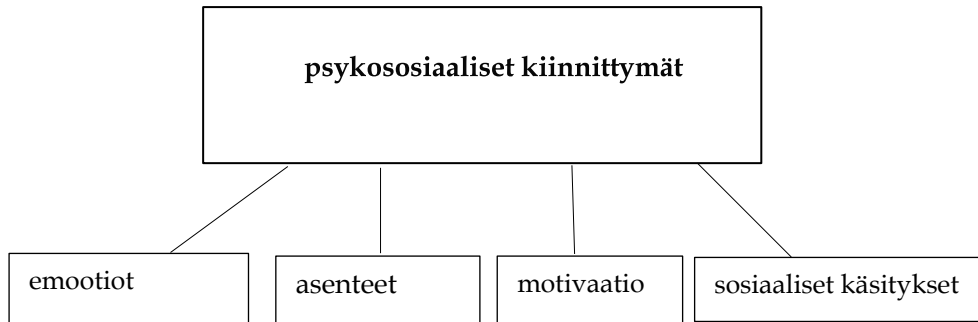 psykososiaaliset kiinnittymät
emootiot
asenteet
motivaatio
sosiaaliset käsitykset